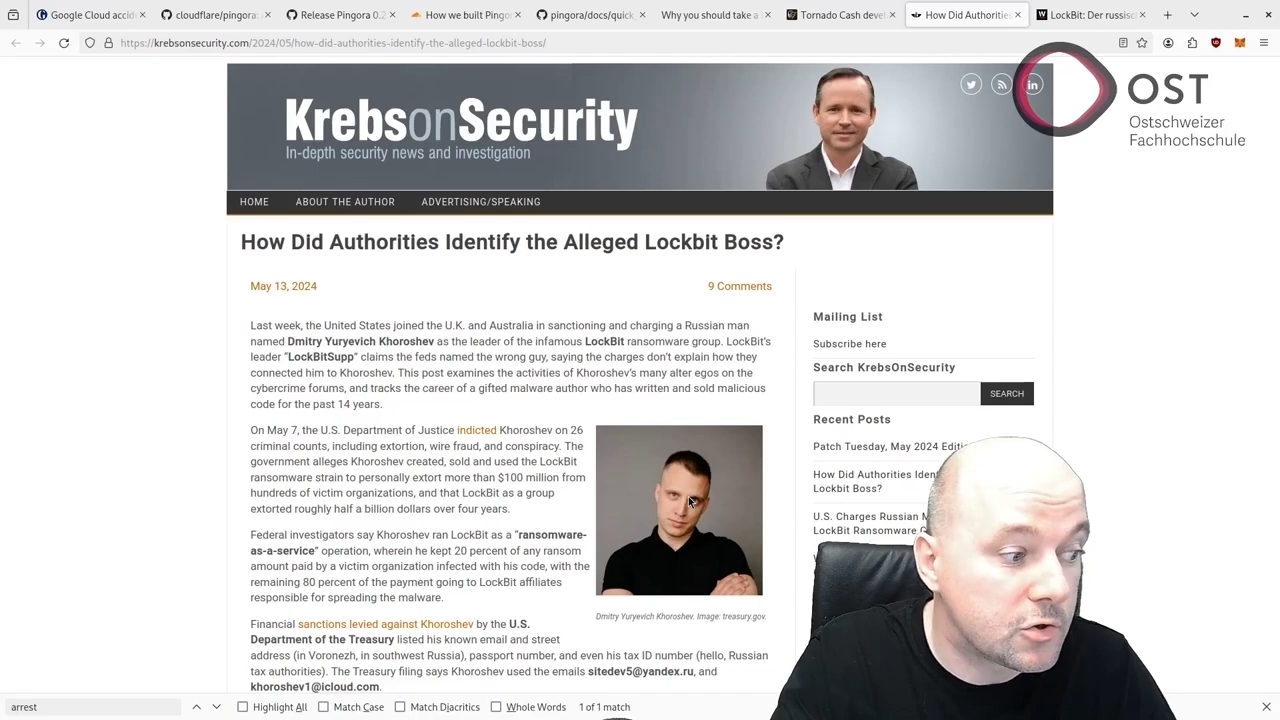 Google Cloud accid
cloudflare/pingora:
Release Pingora 0.2
How we built Pingor
pingora/docs/quick_
Why you should take a
Tornado Cash deve
How Did Authorities
LockBit: Der russisc
https://krebsonsecurity.com/2024/05/how-did-authorities-identify-the-alleged-lockbit-boss/
KrebsonSecurity
In-depth security news and investigation
in
OST
Ostschweizer
Fachhochschule
HOME ABOUT THE AUTHOR ADVERTISING/SPEAKING
How Did Authorities Identify the Alleged Lockbit Boss?
May 13, 2024
9 Comments
Last week, the United States joined the U.K. and Australia in sanctioning and charging a Russian man
named Dmitry Yuryevich Khoroshev as the leader of the infamous LockBit ransomware group. LockBit's
leader “LockBitSupp” claims the feds named the wrong guy, saying the charges don't explain how they
connected him to Khoroshev. This post examines the activities of Khoroshev's many alter egos on the
cybercrime forums, and tracks the career of a gifted malware author who has written and sold malicious
code for the past 14 years.
On May 7, the U.S. Department of Justice indicted Khoroshev on 26
criminal counts, including extortion, wire fraud, and conspiracy. The
government alleges Khoroshev created, sold and used the LockBit
ransomware strain to personally extort more than $100 million from
hundreds of victim organizations, and that LockBit as a group
extorted roughly half a billion dollars over four years.
Federal investigators say Khoroshev ran LockBit as a “ransomware-
as-a-service” operation, wherein he kept 20 percent of any ransom
amount paid by a victim organization infected with his code, with the
remaining 80 percent of the payment going to LockBit affiliates
responsible for spreading the malware.
Dmitry Yuryevich Khoroshev. Image: treasury.gov.
Financial sanctions levied against Khoroshev by the U.S.
Department of the Treasury listed his known email and street
address (in Voronezh, in southwest Russia), passport number, and even his tax ID number (hello, Russian
tax authorities). The Treasury filing says Khoroshev used the emails sitedev5@yandex.ru, and
khoroshev1@icloud.com.
Mailing List
Subscribe here
Search KrebsOnSecurity
SEARCH
Recent Posts
Patch Tuesday, May 2024 Editi
How Did Authorities Iden
Lockbit Boss?
U.S. Charges Russian M
LockBit Ransomware G
arrest
Highlight All
Match Case
Match Diacritics
Whole Words
1 of 1 match